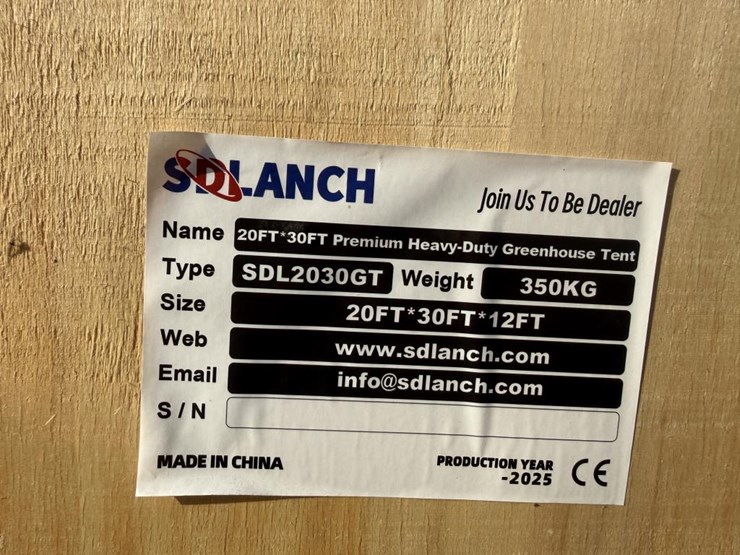 SDLANCH
Join Us To Be Dealer
Name 20FT*30FT Premium Heavy-Duty Greenhouse Tent
Type SDL2030GT Weight 350KG
Size 20FT*30FT*12FT
Web www.sdlanch.com
Email info@sdlanch.com
S/N
MADE IN CHINA
PRODUCTION YEAR
-2025
CE